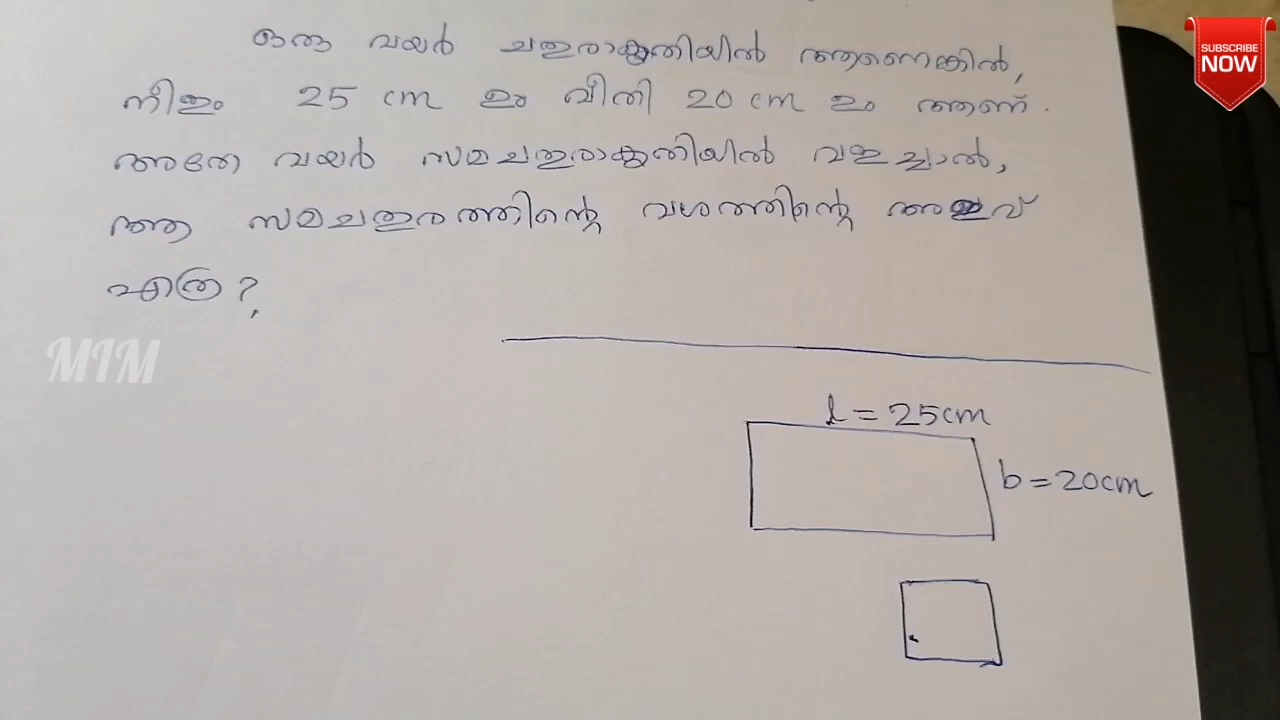 ഒരു വയർ ചതുരാകൃതിയിൽ ആണെങ്കിൽ,
നീളം 25 cm ഉം വീതി 20 cm ഉം ആണ്.
അതേ വയർ സമചതുരാകൃതിയിൽ വളച്ചാൽ,
ആ സമചതുരത്തിന്റെ വശത്തിന്റെ അളവ്
എത്ര?
l = 25cm
b = 20cm
MIM
SUBSCRIBE
NOW